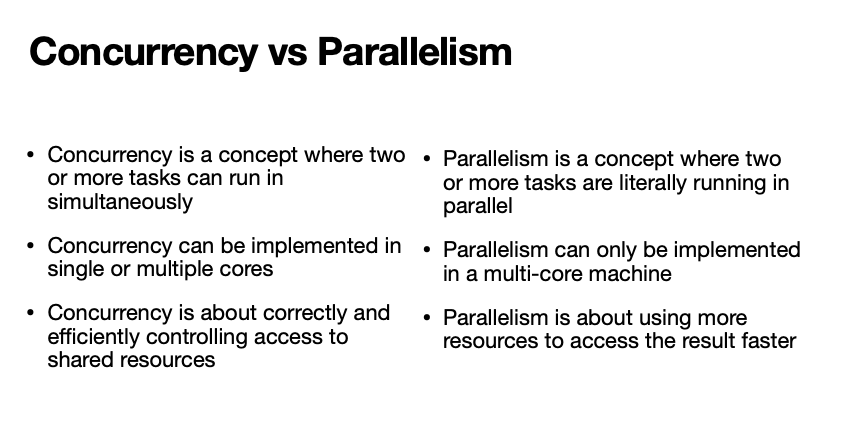 Concurrency vs Parallelism
• Concurrency is a concept where two
or more tasks can run in
simultaneously
• Concurrency can be implemented in
single or multiple cores
• Concurrency is about correctly and
efficiently controlling access to
shared resources
• Parallelism is a concept where two
or more tasks are literally running in
parallel
• Parallelism can only be implemented
in a multi-core machine
• Parallelism is about using more
resources to access the result faster